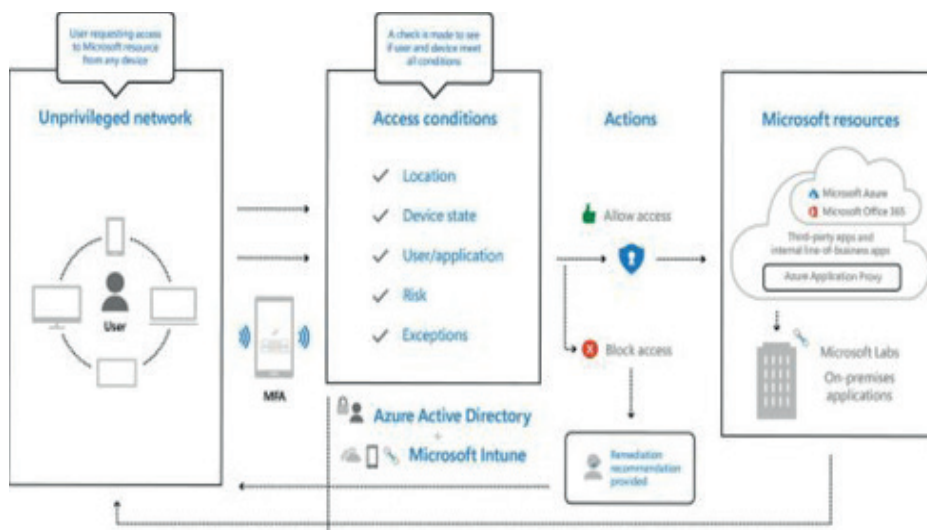 User requesting access
to Microsoft resource
from any device
Unprivileged network
User
MFA
A check is made to see
if user and device meet
all conditions
Access conditions
Location
Device state
User/application
Risk
Exceptions
Azure Active Directory
+
Microsoft Intune
Actions
Allow access
Block access
Remediation
recommendation
provided
Microsoft resources
Microsoft Azure
Microsoft Office 365
Third-party apps and
internal line-of-business apps
Azure Application Proxy
Microsoft Labs
On-premises
applications